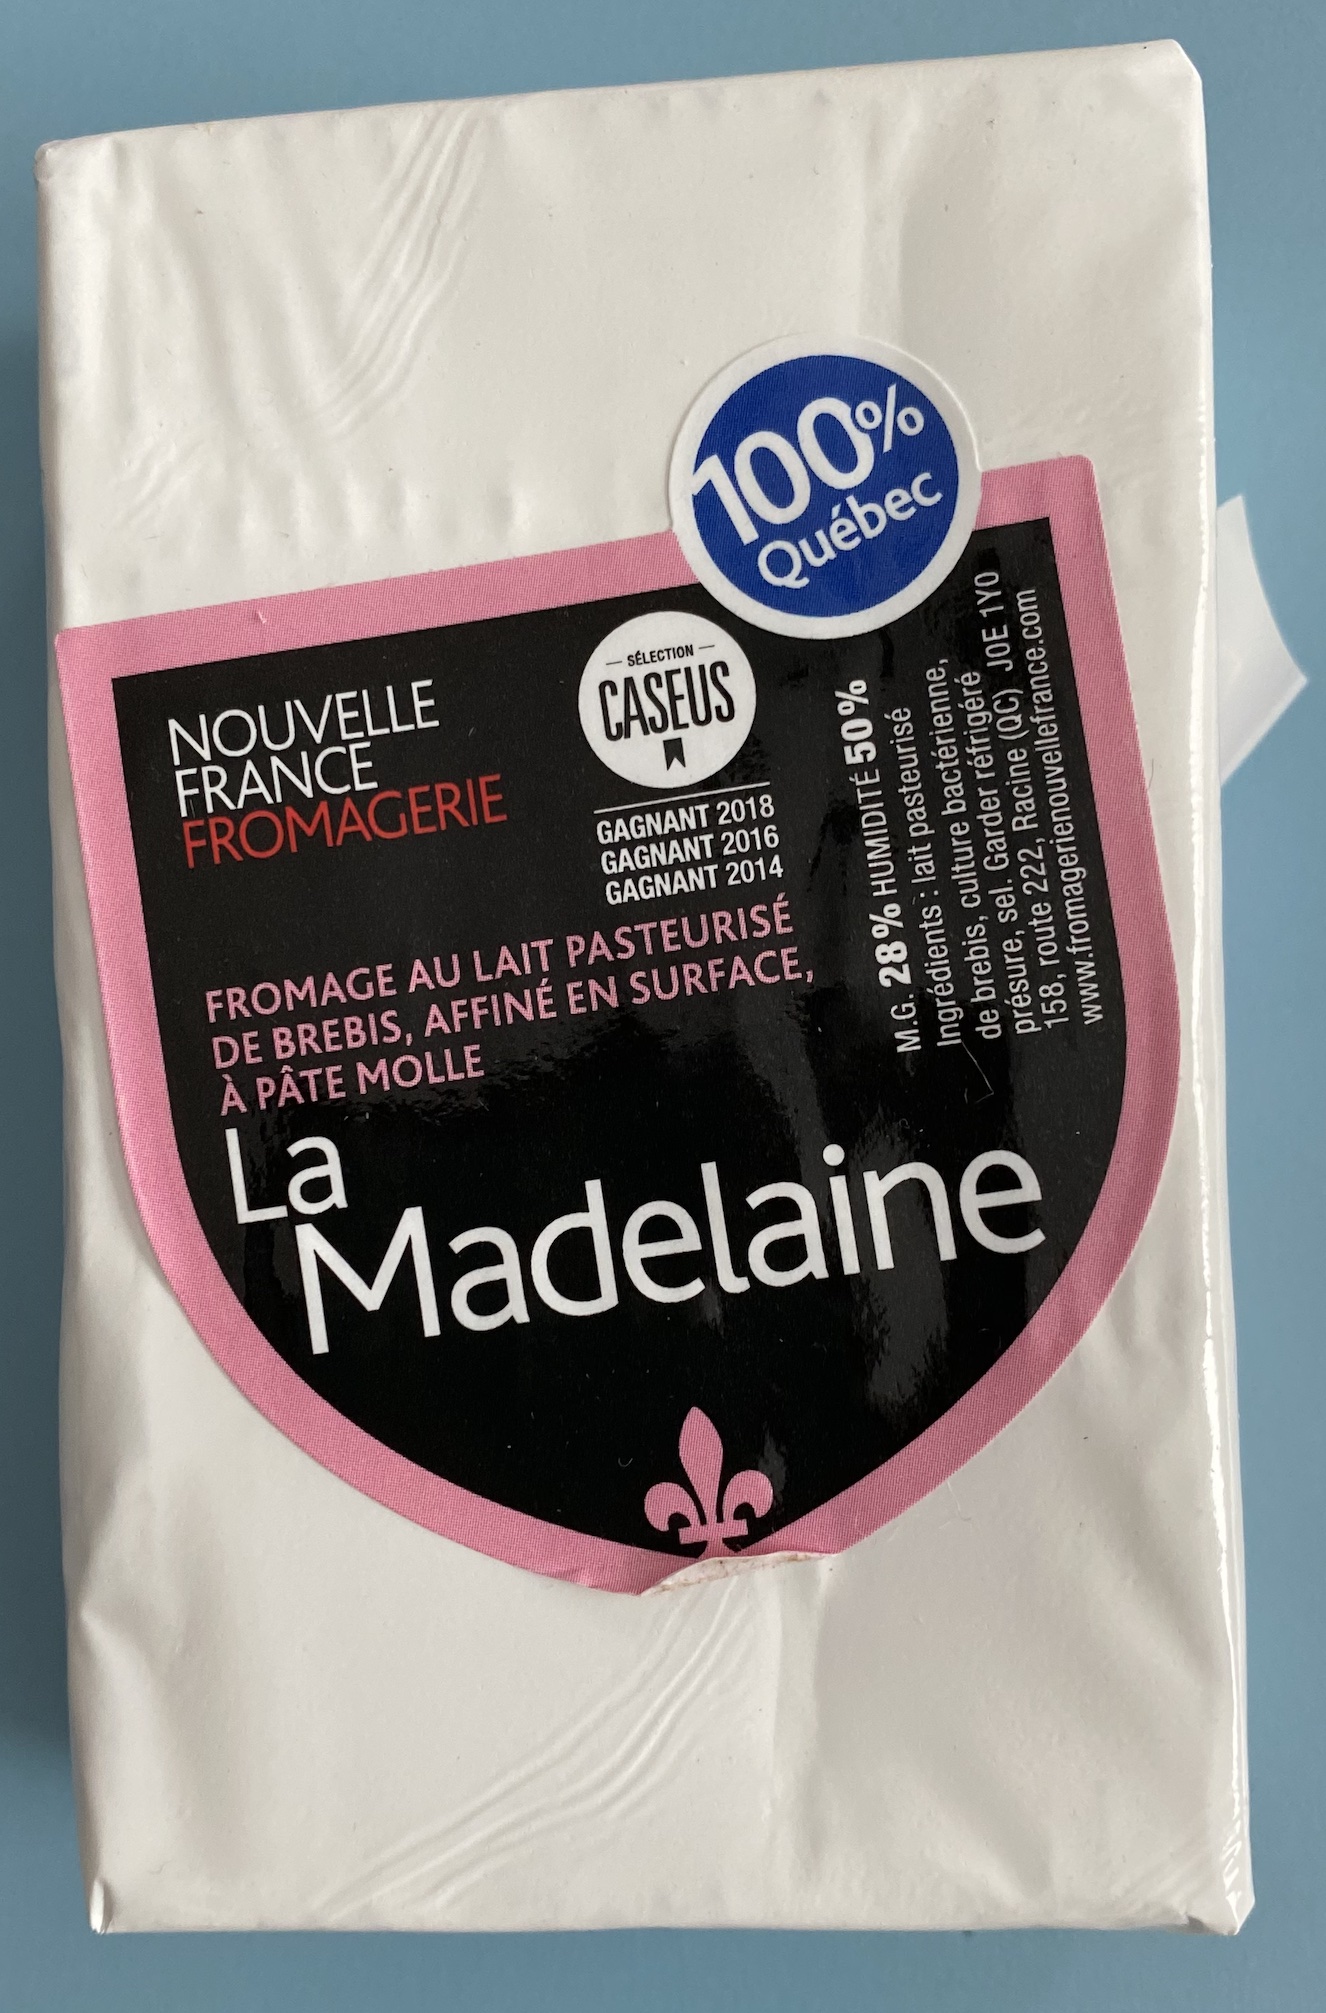 100%
Québec
NOUVELLE
FRANCE
FROMAGERIE
SÉLECTION
CASEUS
GAGNANT 2018
GAGNANT 2016
GAGNANT 2014
FROMAGE AU LAIT PASTEURISÉ
DE BREBIS, AFFINÉ EN SURFACE,
À PÂTE MOLLE
La
Madelaine
M.G. 28% HUMIDITÉ 50%
Ingrédients : lait pasteurisé
de brebis, culture bactérienne,
présure, sel. Garder réfrigéré
158, route 222, Racine (QC) J0E 1Y0
www.fromagerienouvellefrance.com